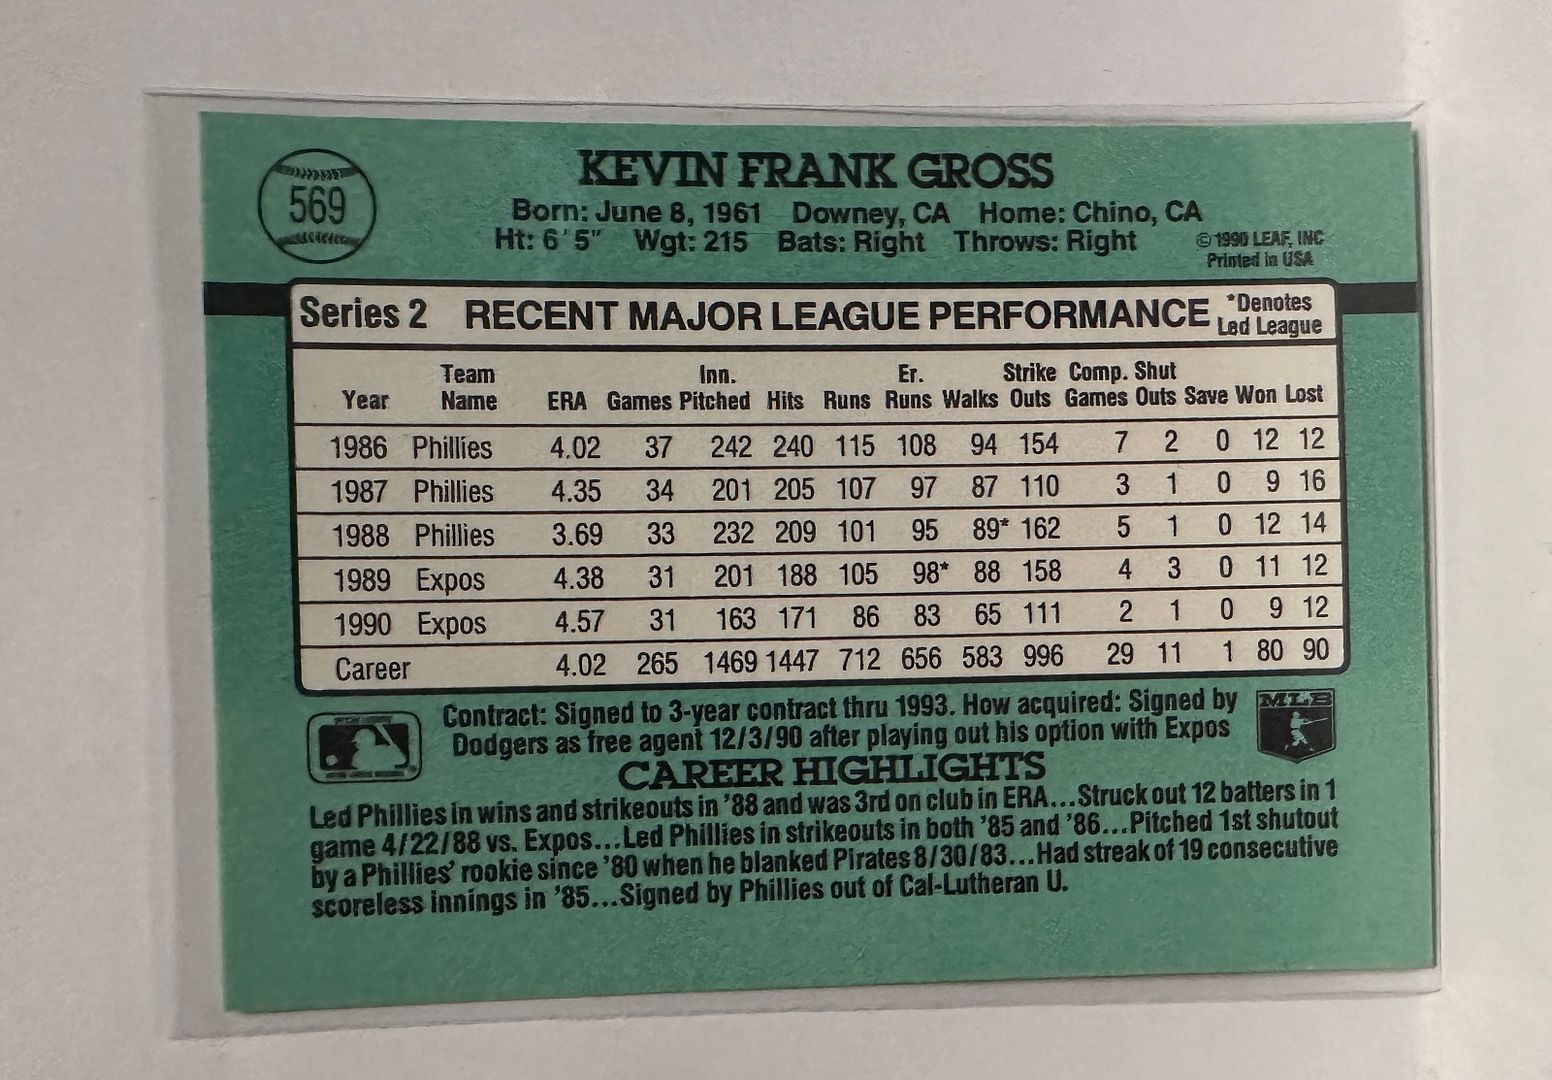 569
KEVIN FRANK GROSS
Born: June 8, 1961 Downey, CA Home: Chino, CA
Ht: 6'5" Wgt: 215 Bats: Right Throws: Right
© 1990 LEAF, INC
Printed in USA
Series 2 RECENT MAJOR LEAGUE PERFORMANCE *Denotes
Led League
Team Inn. Er. Strike Comp. Shut
Year Name ERA Games Pitched Hits Runs Runs Walks Outs Games Outs Save Won Lost
1986 Phillies 4.02 37 242 240 115 108 94 154 7 2 0 12 12
1987 Phillies 4.35 34 201 205 107 97 87 110 3 1 0 9 16
1988 Phillies 3.69 33 232 209 101 95 89* 162 5 1 0 12 14
1989 Expos 4.38 31 201 188 105 98* 88 158 4 3 0 11 12
1990 Expos 4.57 31 163 171 86 83 65 111 2 1 0 9 12
Career 4.02 265 1469 1447 712 656 583 996 29 11 1 80 90
Contract: Signed to 3-year contract thru 1993. How acquired: Signed by
Dodgers as free agent 12/3/90 after playing out his option with Expos
MLB
CAREER HIGHLIGHTS
Led Phillies in wins and strikeouts in '88 and was 3rd on club in ERA...Struck out 12 batters in 1
game 4/22/88 vs. Expos...Led Phillies in strikeouts in both '85 and '86...Pitched 1st shutout
by a Phillies' rookie since '80 when he blanked Pirates 8/30/83...Had streak of 19 consecutive
scoreless innings in '85...Signed by Phillies out of Cal-Lutheran U.